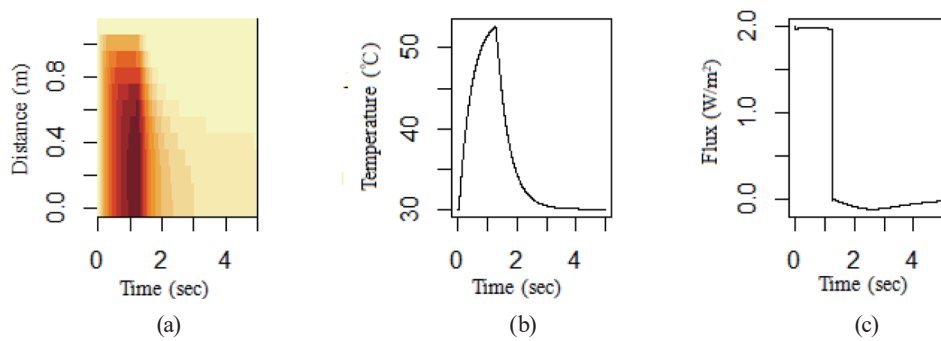 Distance (m)
0.0 0.4 0.8
0 2 4
Time (sec)
(a)
Temperature (℃)
30 40 50
0 2 4
Time (sec)
(b)
Flux (W/m²)
0.0 1.0 2.0
0 2 4
Time (sec)
(c)